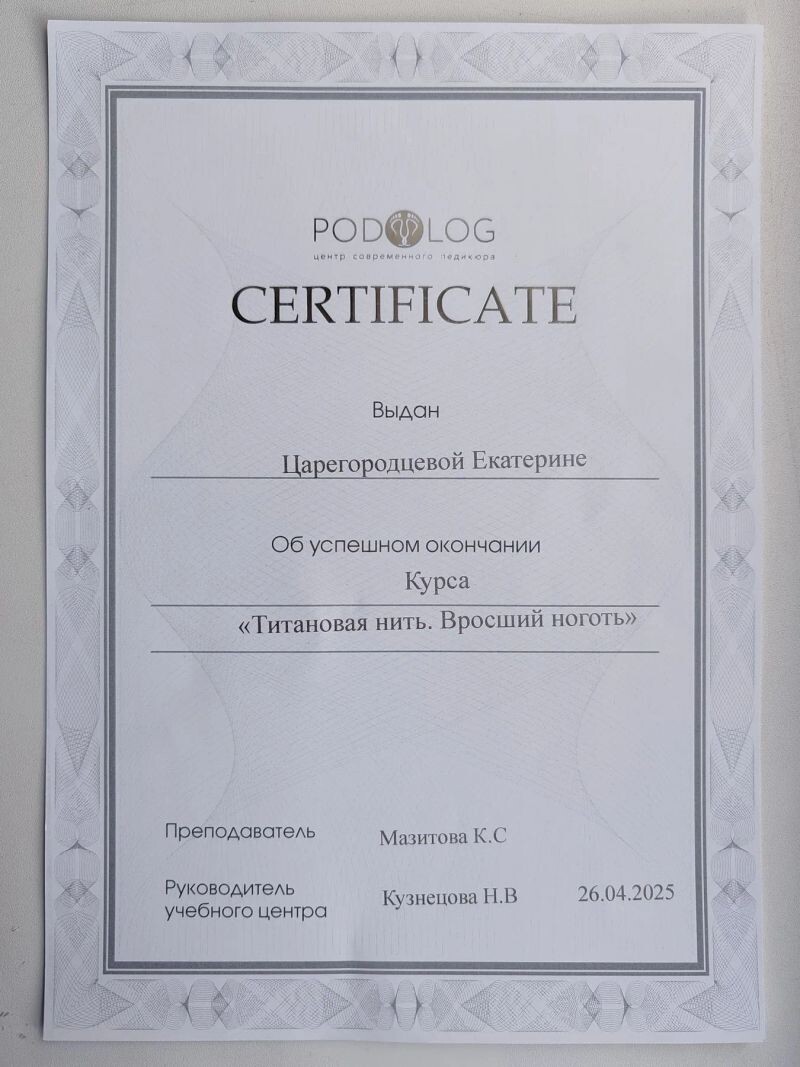 PODOLOG
центр современного педикюра
CERTIFICATE
Выдан
Царегородцевой Екатерине
Об успешном окончании
Курса
«Титановая нить. Вросший ноготь»
Преподаватель Мазитова К.С
Руководитель
учебного центра Кузнецова Н.В 26.04.2025